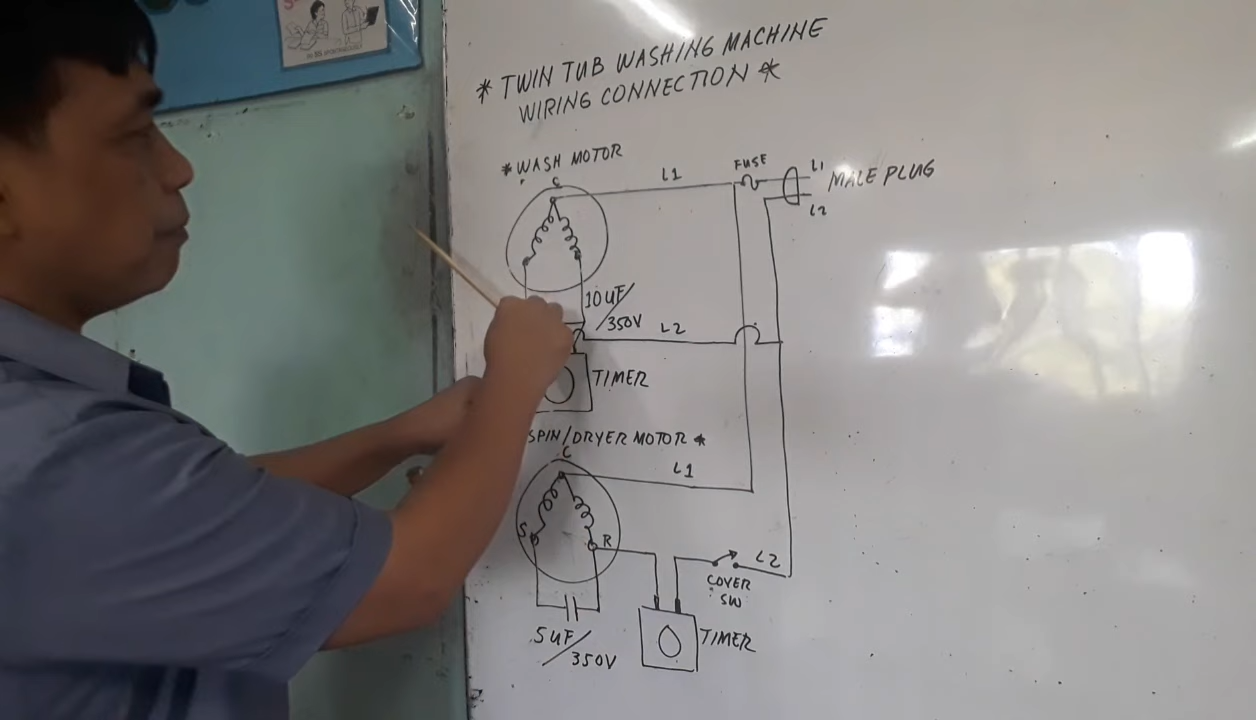 * TWIN TUB WASHING MACHINE
WIRING CONNECTION *
* WASH MOTOR
C
L1
FUSE
L1
MALE PLUG
L2
10UF/
350V
L2
TIMER
SPIN/DRYER MOTOR *
C
L1
S
R
L2
COVER
SW
TIMER
5UF/
350V